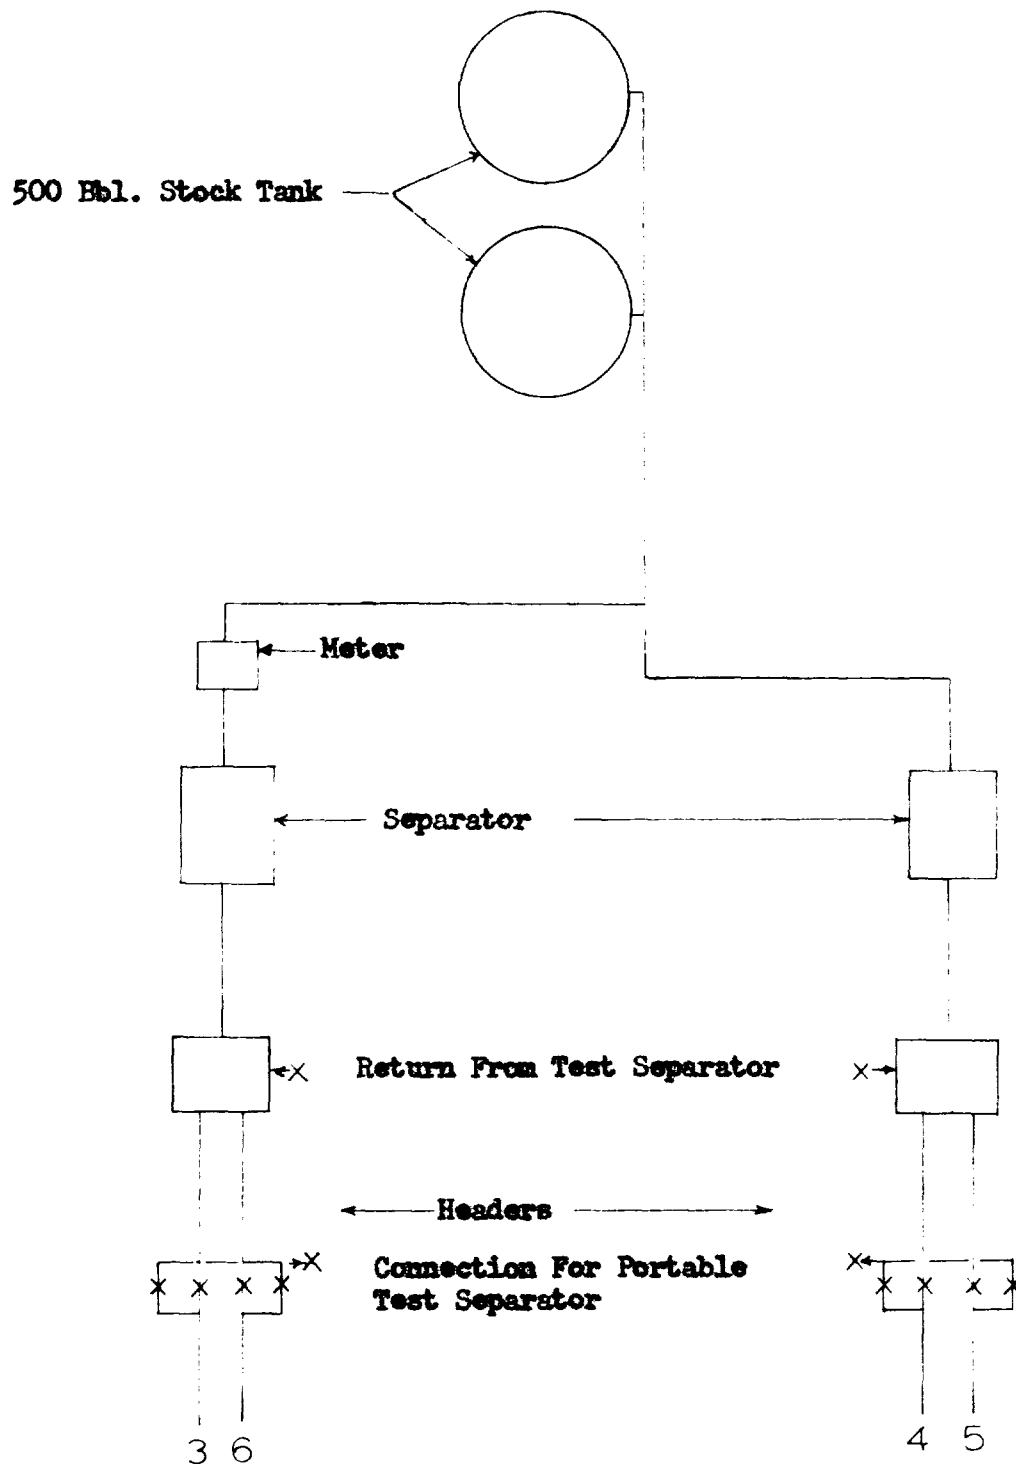 500 Bbl. Stock Tank
Meter
Separator
Return From Test Separator
Headers
Connection For Portable
Test Separator
3 6
4 5